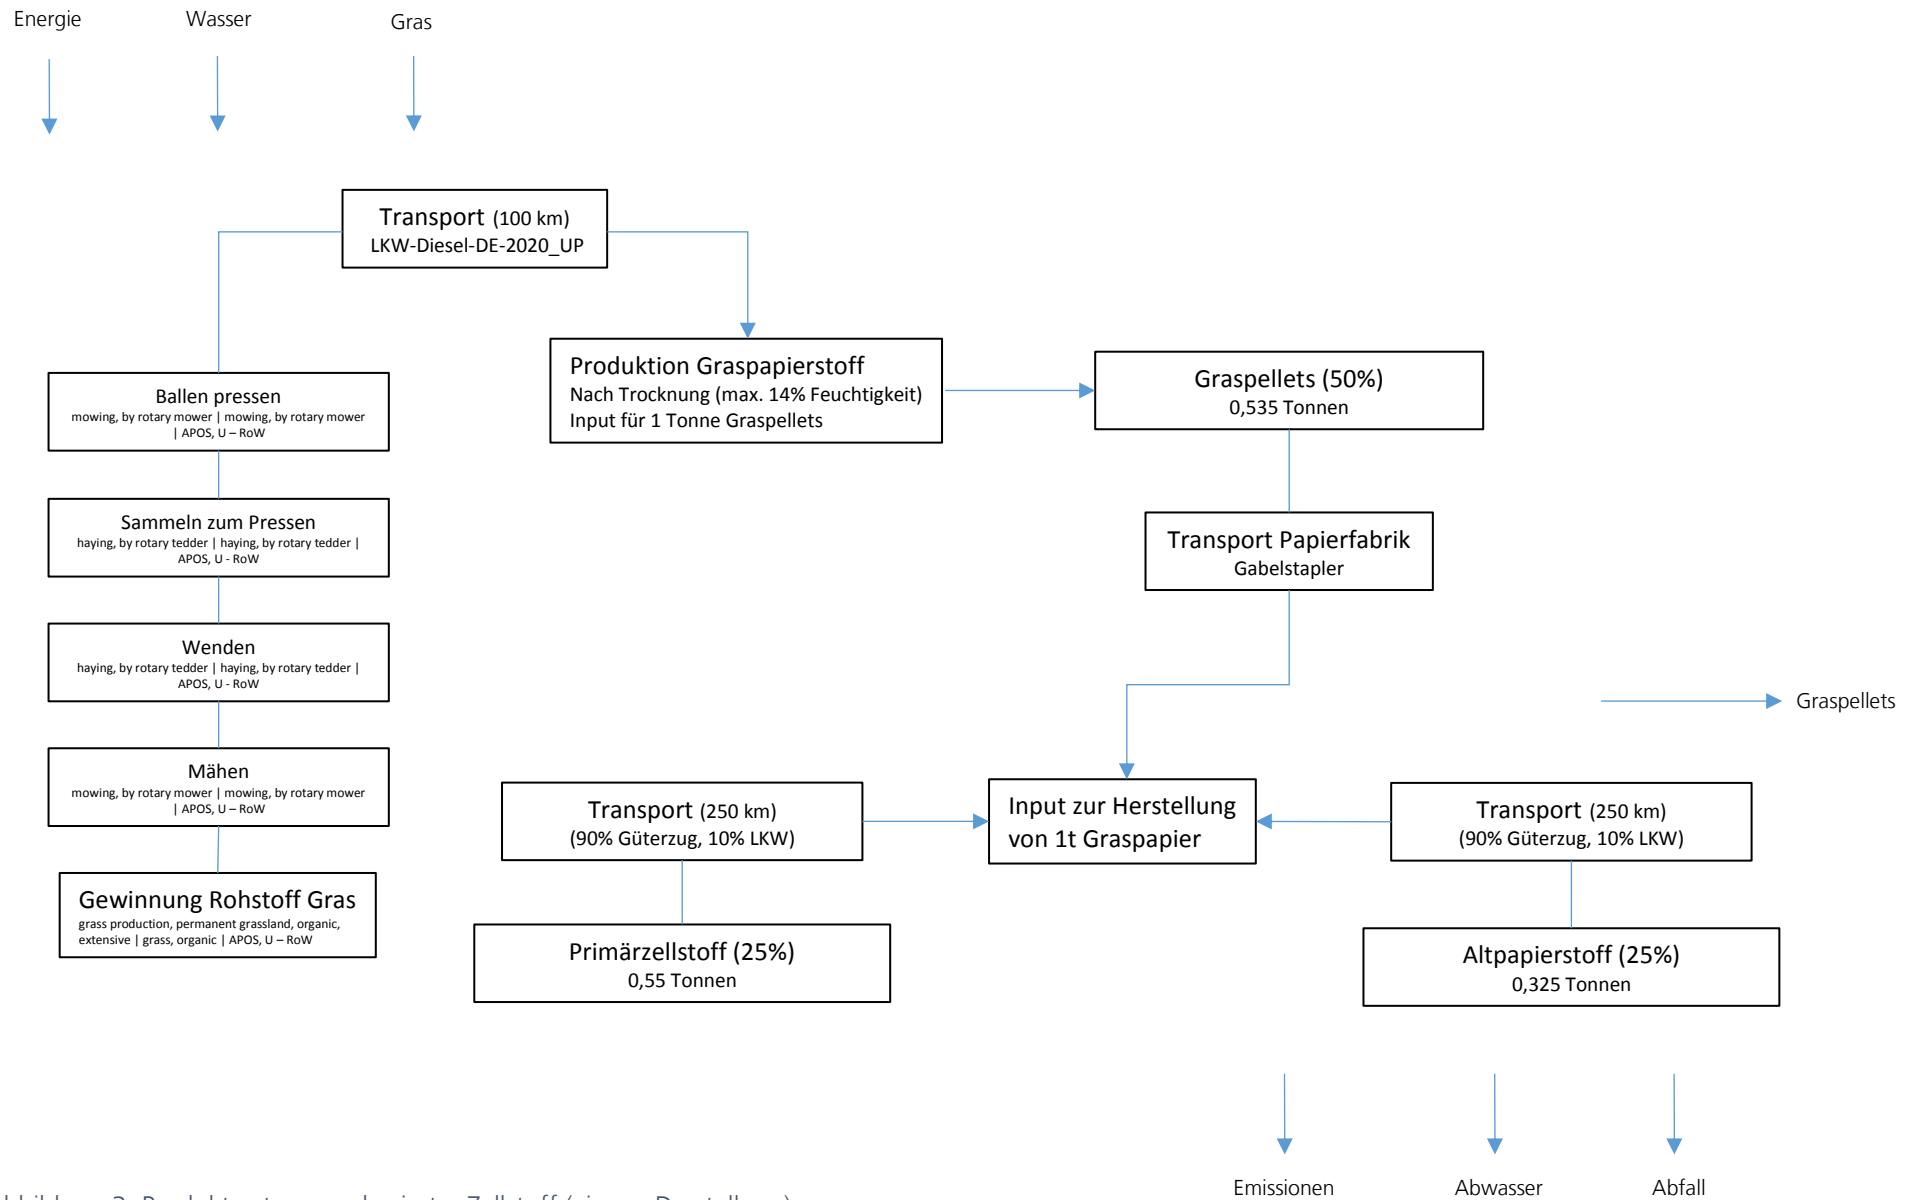 Energie
Wasser
Gras
Transport (100 km)
LKW-Diesel-DE-2020_UP
Produktion Graspapierstoff
Nach Trocknung (max. 14% Feuchtigkeit)
Input für 1 Tonne Graspellets
Graspellets (50%)
0,535 Tonnen
Ballen pressen
mowing, by rotary mower | mowing, by rotary mower
| APOS, U – RoW
Sammeln zum Pressen
haying, by rotary tedder | haying, by rotary tedder |
APOS, U - RoW
Transport Papierfabrik
Gabelstapler
Wenden
haying, by rotary tedder | haying, by rotary tedder |
APOS, U - RoW
Graspellets
Mähen
mowing, by rotary mower | mowing, by rotary mower
| APOS, U – RoW
Transport (250 km)
(90% Güterzug, 10% LKW)
Input zur Herstellung
von 1t Graspapier
Transport (250 km)
(90% Güterzug, 10% LKW)
Gewinnung Rohstoff Gras
grass production, permanent grassland, organic,
extensive | grass, organic | APOS, U – RoW
Primärzellstoff (25%)
0,55 Tonnen
Altpapierstoff (25%)
0,325 Tonnen
Emissionen
Abwasser
Abfall